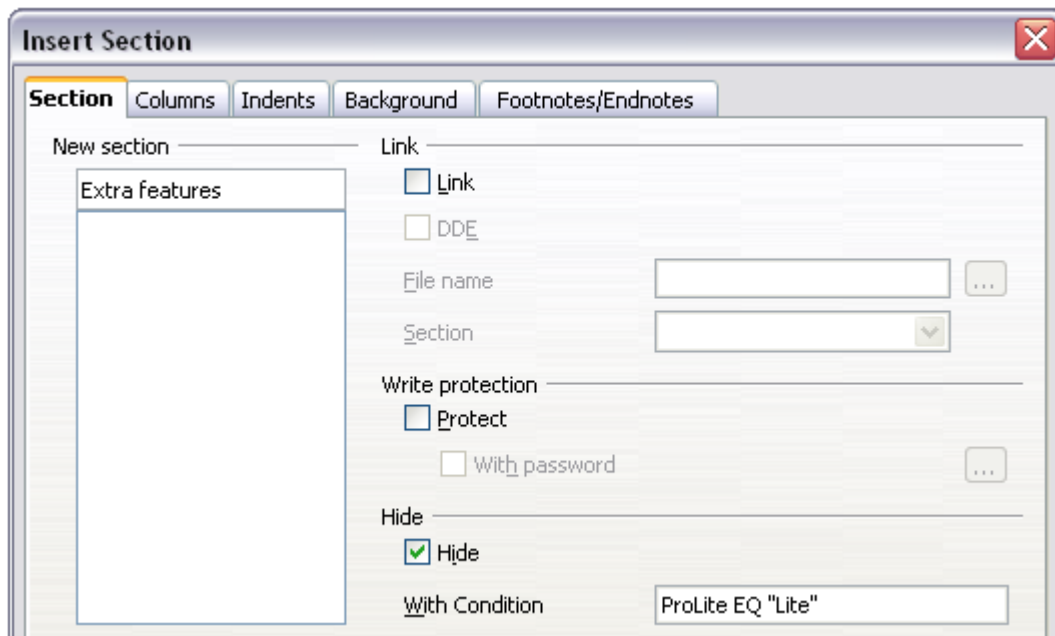 Insert Section
Section Columns Indents Background Footnotes/Endnotes
New section
Extra features
Link
Link
DDE
File name
...
Section
Write protection
Protect
With password
...
Hide
Hide
With Condition
ProLite EQ "Lite"